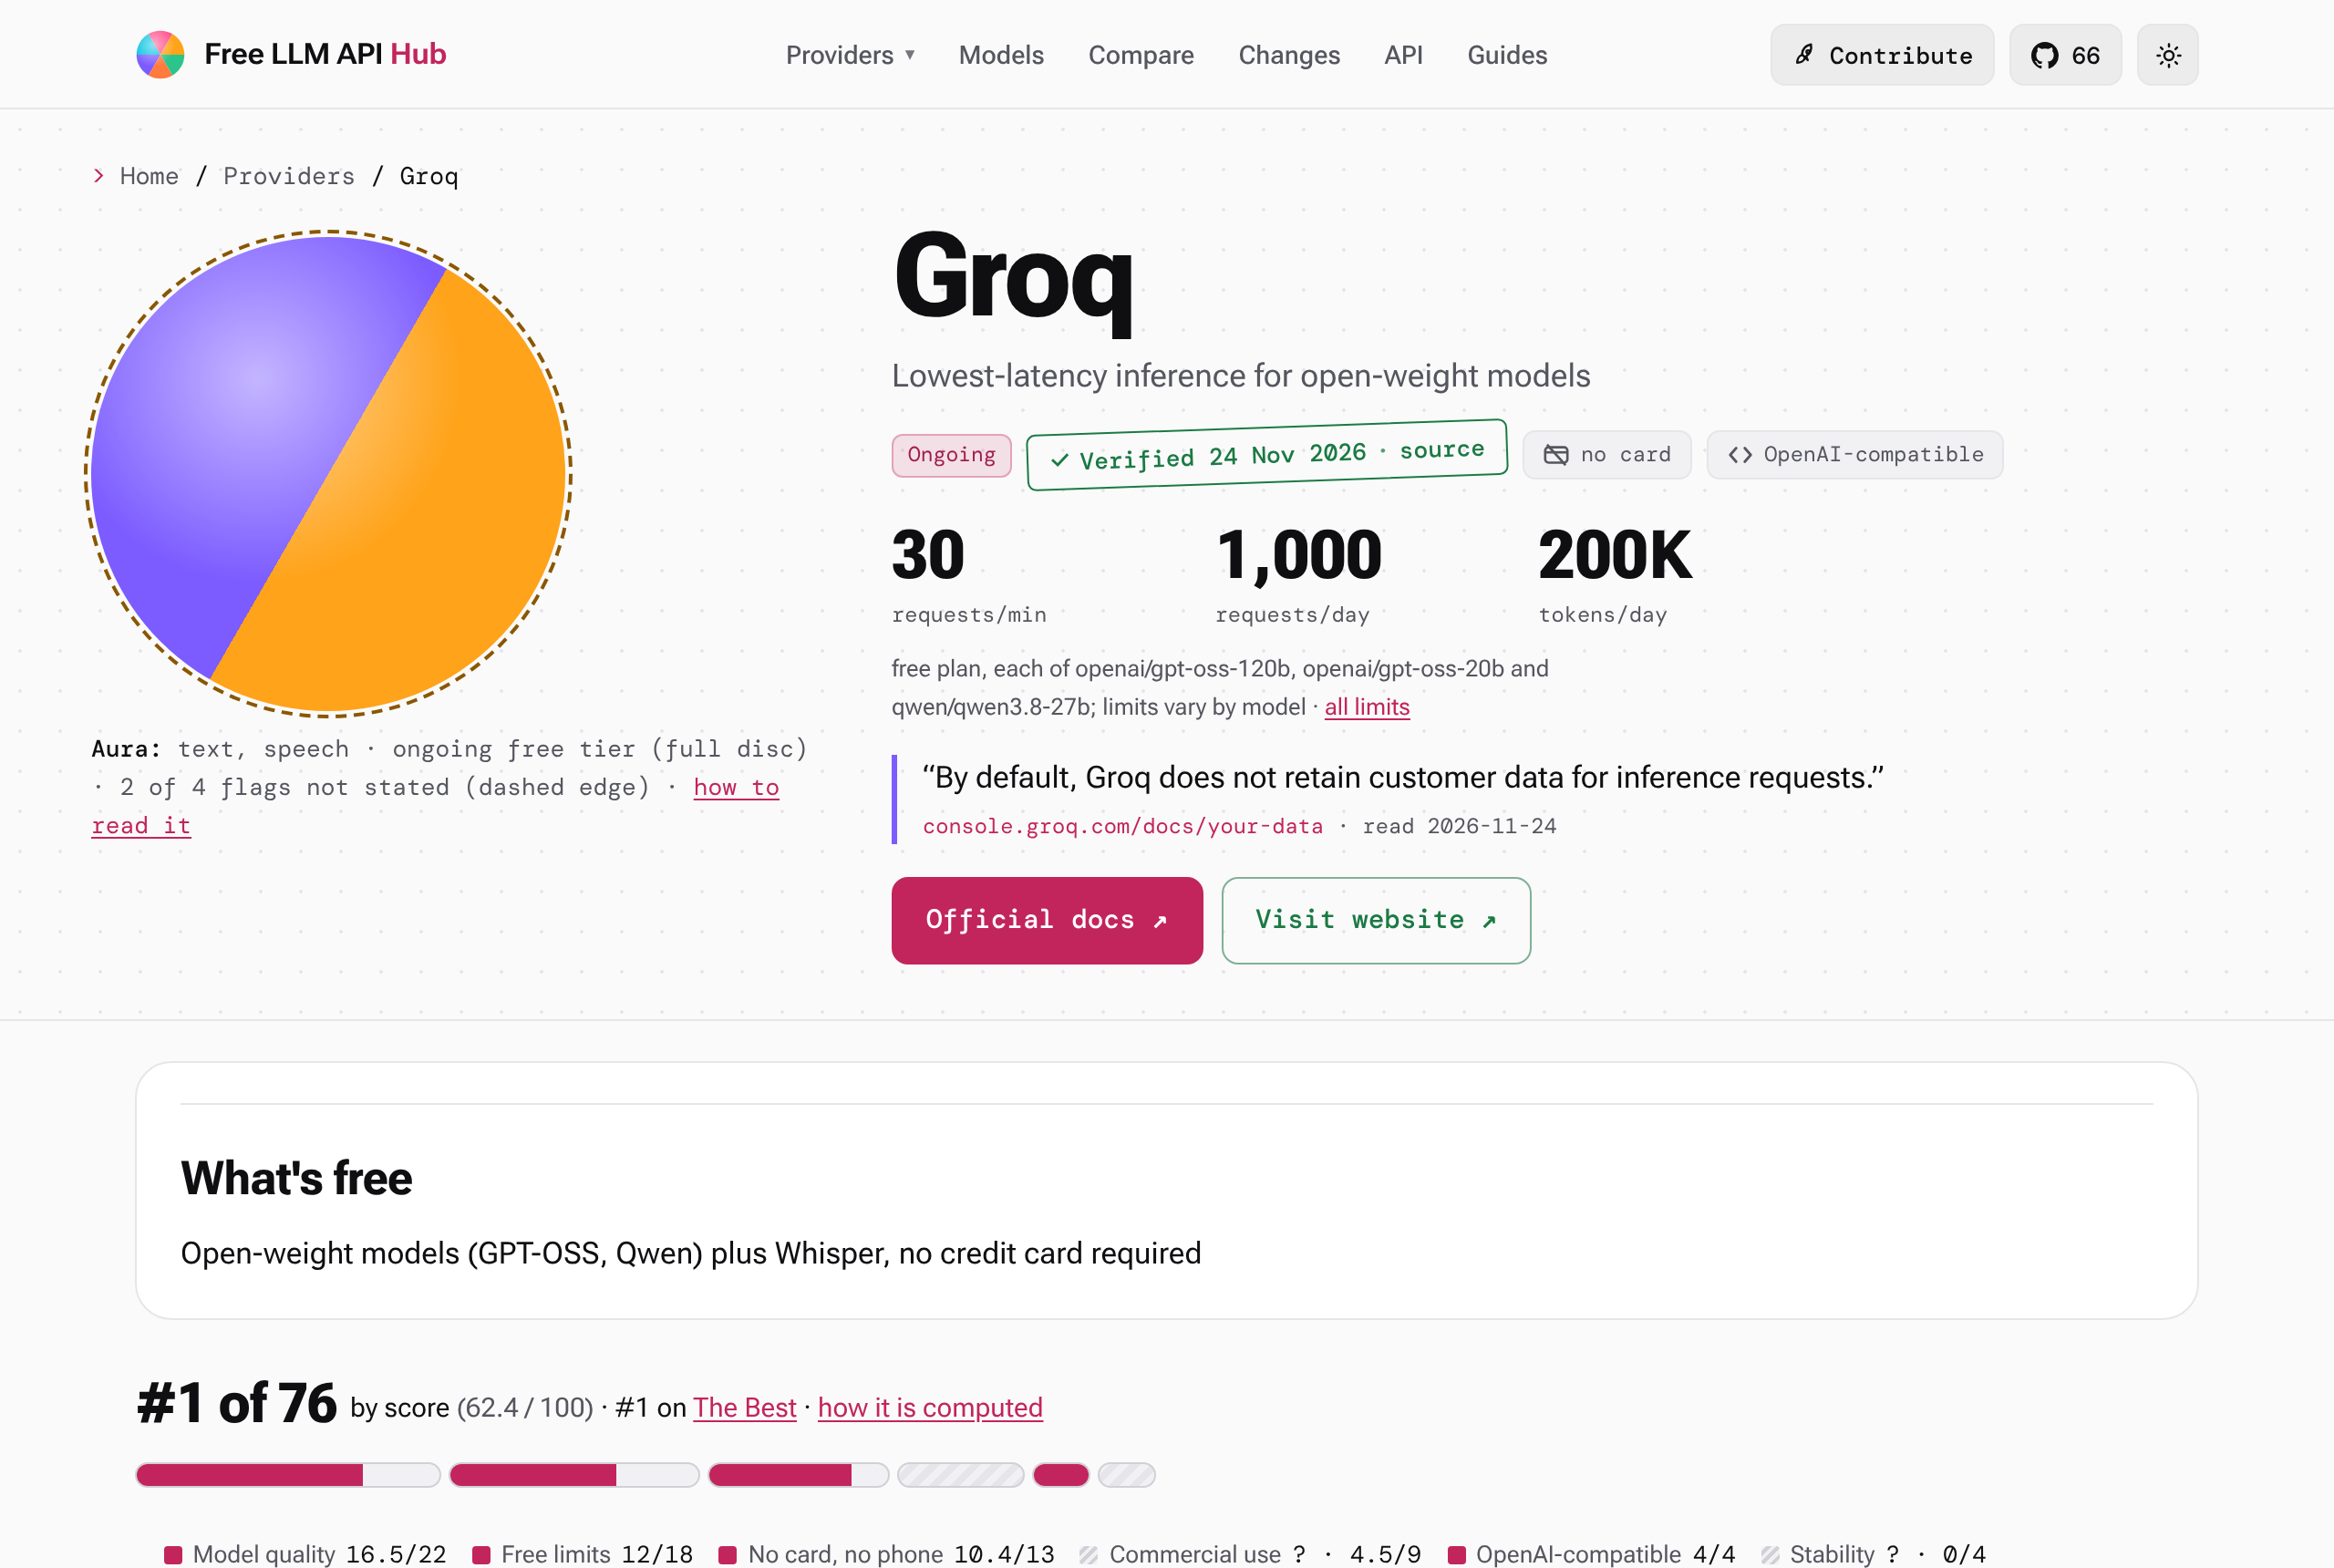 Free LLM API Hub
Providers ▼ Models Compare Changes API Guides
Contribute 66
> Home / Providers / Groq
Groq
Lowest-latency inference for open-weight models
Ongoing ✓ Verified 24 Nov 2026 · source no card OpenAI-compatible
30 1,000 200K
requests/min requests/day tokens/day
free plan, each of openai/gpt-oss-120b, openai/gpt-oss-20b and
qwen/qwen3.8-27b; limits vary by model · all limits
Aura: text, speech · ongoing free tier (full disc)
· 2 of 4 flags not stated (dashed edge) · how to
read it
“By default, Groq does not retain customer data for inference requests.”
console.groq.com/docs/your-data · read 2026-11-24
Official docs ↗ Visit website ↗
What's free
Open-weight models (GPT-OSS, Qwen) plus Whisper, no credit card required
#1 of 76 by score (62.4 / 100) · #1 on The Best · how it is computed
Model quality 16.5/22 Free limits 12/18 No card, no phone 10.4/13 Commercial use ? · 4.5/9 OpenAI-compatible 4/4 Stability ? · 0/4